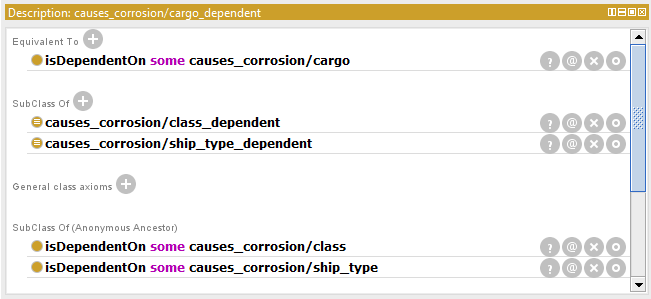 Description: causes_corrosion/cargo_dependent
Equivalent To
isDependentOn some causes_corrosion/cargo
SubClass Of
causes_corrosion/class_dependent
causes_corrosion/ship_type_dependent
General class axioms
SubClass Of (Anonymous Ancestor)
isDependentOn some causes_corrosion/class
isDependentOn some causes_corrosion/ship_type